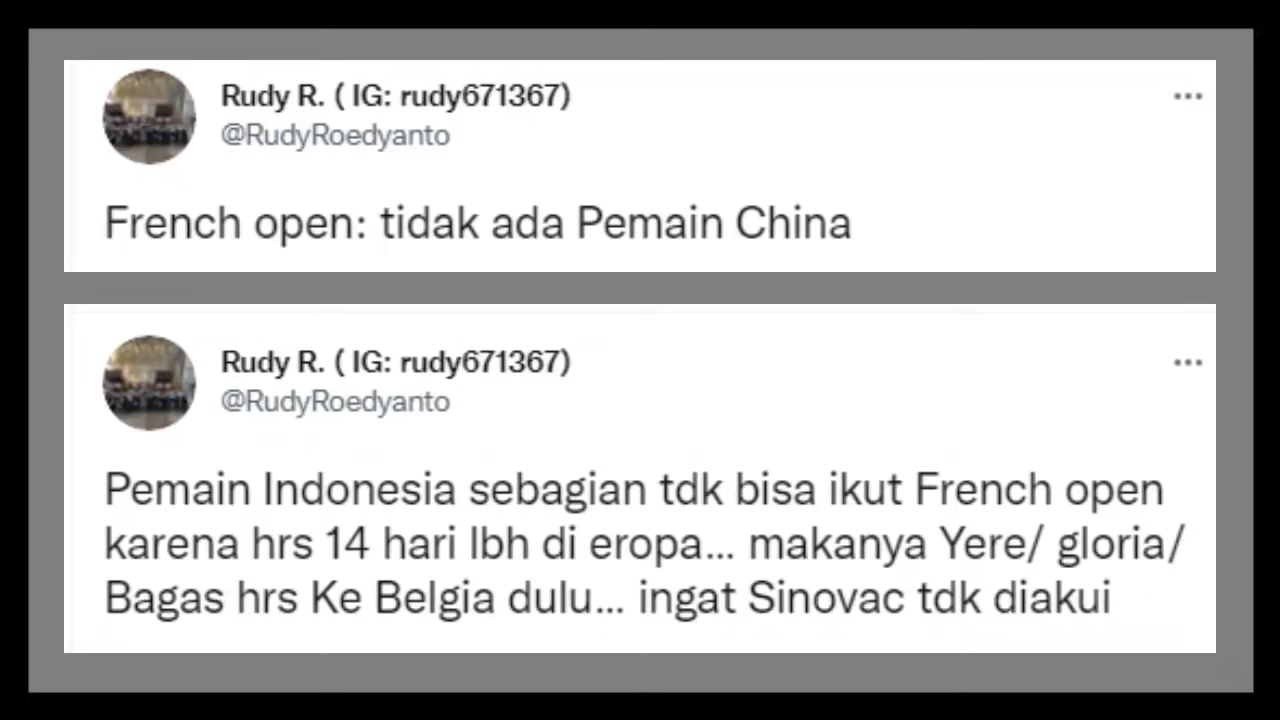 Rudy R. ( IG: rudy671367)
@RudyRoedyanto
French open: tidak ada Pemain China
Rudy R. ( IG: rudy671367)
@RudyRoedyanto
Pemain Indonesia sebagian tdk bisa ikut French open
karena hrs 14 hari lbh di eropa... makanya Yere/ gloria/
Bagas hrs Ke Belgia dulu... ingat Sinovac tdk diakui